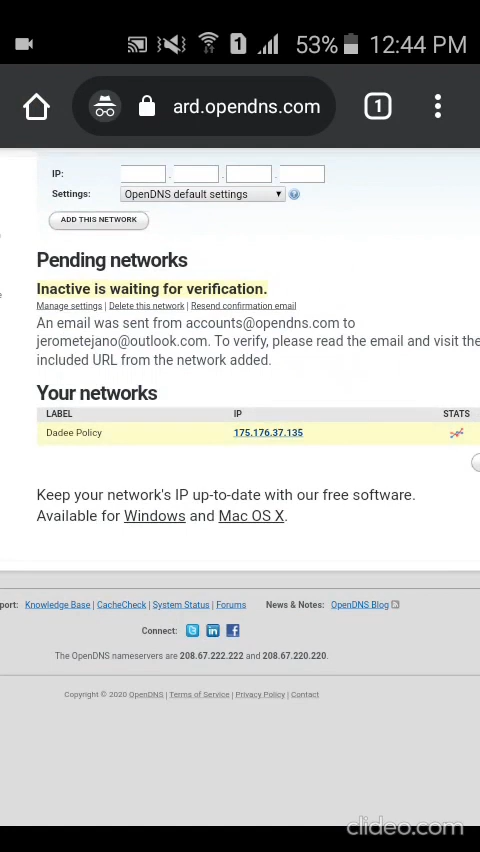 53% 12:44 PM
ard.opendns.com 1
IP: . . .
Settings: OpenDNS default settings
ADD THIS NETWORK
Pending networks
Inactive is waiting for verification.
Manage settings | Delete this network | Resend confirmation email
An email was sent from accounts@opendns.com to
jerometejano@outlook.com. To verify, please read the email and visit the
included URL from the network added.
Your networks
LABEL IP STATS
Dadee Policy 175.176.37.135
Keep your network's IP up-to-date with our free software.
Available for Windows and Mac OS X.
port: Knowledge Base | CacheCheck | System Status | Forums News & Notes: OpenDNS Blog
Connect:
The OpenDNS nameservers are 208.67.222.222 and 208.67.220.220.
Copyright © 2020 OpenDNS | Terms of Service | Privacy Policy | Contact
clideo.com